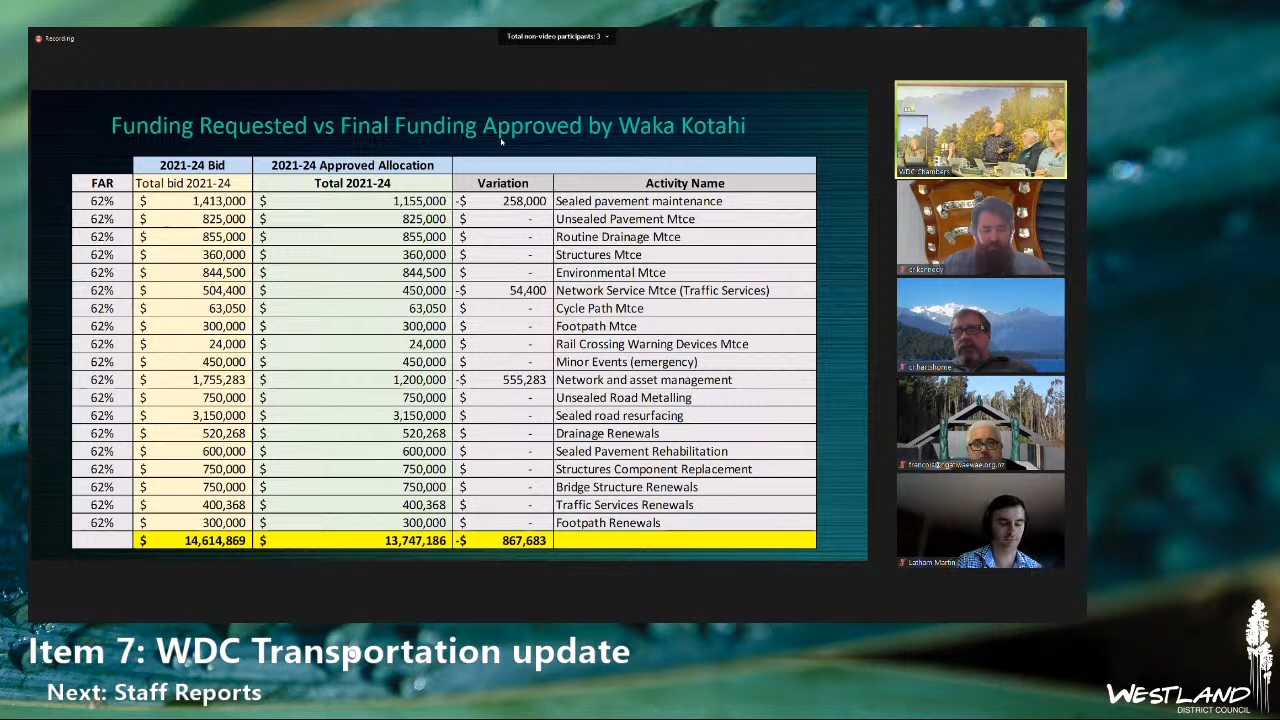 Recording
Total non-video participants: 3
Funding Requested vs Final Funding Approved by Waka Kotahi
2021-24 Bid 2021-24 Approved Allocation
FAR Total bid 2021-24 Total 2021-24 Variation Activity Name
62% $ 1,413,000 $ 1,155,000 -$ 258,000 Sealed pavement maintenance
62% $ 825,000 $ 825,000 $ - Unsealed Pavement Mtce
62% $ 855,000 $ 855,000 $ - Routine Drainage Mtce
62% $ 360,000 $ 360,000 $ - Structures Mtce
62% $ 844,500 $ 844,500 $ - Environmental Mtce
62% $ 504,400 $ 450,000 -$ 54,400 Network Service Mtce (Traffic Services)
62% $ 63,050 $ 63,050 $ - Cycle Path Mtce
62% $ 300,000 $ 300,000 $ - Footpath Mtce
62% $ 24,000 $ 24,000 $ - Rail Crossing Warning Devices Mtce
62% $ 450,000 $ 450,000 $ - Minor Events (emergency)
62% $ 1,755,283 $ 1,200,000 -$ 555,283 Network and asset management
62% $ 750,000 $ 750,000 $ - Unsealed Road Metalling
62% $ 3,150,000 $ 3,150,000 $ - Sealed road resurfacing
62% $ 520,268 $ 520,268 $ - Drainage Renewals
62% $ 600,000 $ 600,000 $ - Sealed Pavement Rehabilitation
62% $ 750,000 $ 750,000 $ - Structures Component Replacement
62% $ 750,000 $ 750,000 $ - Bridge Structure Renewals
62% $ 400,368 $ 400,368 $ - Traffic Services Renewals
62% $ 300,000 $ 300,000 $ - Footpath Renewals
$ 14,614,869 $ 13,747,186 -$ 867,683
WDC Chambers
cr.kennedy
cr.hartshorne
francois@ngatiwaewae.org.nz
Latham Martin
Item 7: WDC Transportation update
Next: Staff Reports
WESTLAND
DISTRICT COUNCIL